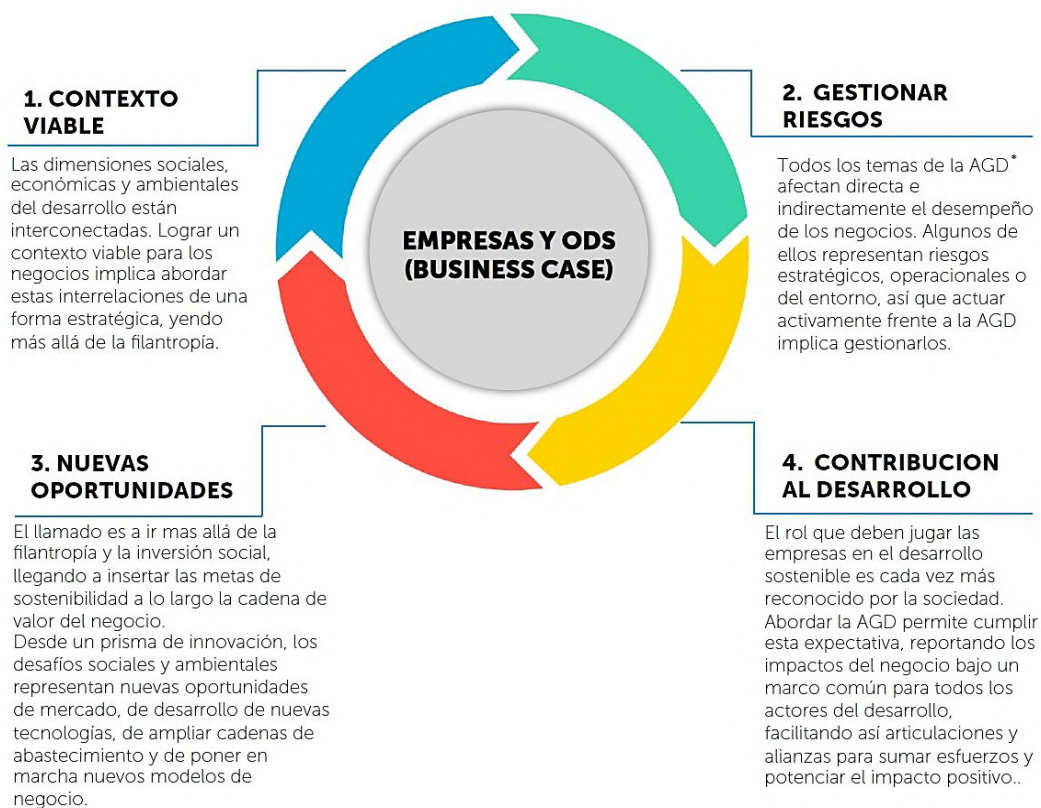 1. CONTEXTO
VIABLE
Las dimensiones sociales,
económicas y ambientales
del desarrollo están
interconectadas. Lograr un
contexto viable para los
negocios implica abordar
estas interrelaciones de una
forma estratégica, yendo
más allá de la filantropía.
EMPRESAS Y ODS
(BUSINESS CASE)
2. GESTIONAR
RIESGOS
Todos los temas de la AGD*
afectan directa e
indirectamente el desempeño
de los negocios. Algunos de
ellos representan riesgos
estratégicos, operacionales o
del entorno, así que actuar
activamente frente a la AGD
implica gestionarlos.
3. NUEVAS
OPORTUNIDADES
El llamado es a ir mas allá de la
filantropía y la inversión social,
llegando a insertar las metas de
sostenibilidad a lo largo la cadena de
valor del negocio.
Desde un prisma de innovación, los
desafíos sociales y ambientales
representan nuevas oportunidades
de mercado, de desarrollo de nuevas
tecnologías, de ampliar cadenas de
abastecimiento y de poner en
marcha nuevos modelos de
negocio.
4. CONTRIBUCION
AL DESARROLLO
El rol que deben jugar las
empresas en el desarrollo
sostenible es cada vez más
reconocido por la sociedad.
Abordar la AGD permite cumplir
esta expectativa, reportando los
impactos del negocio bajo un
marco común para todos los
actores del desarrollo,
facilitando así articulaciones y
alianzas para sumar esfuerzos y
potenciar el impacto positivo..